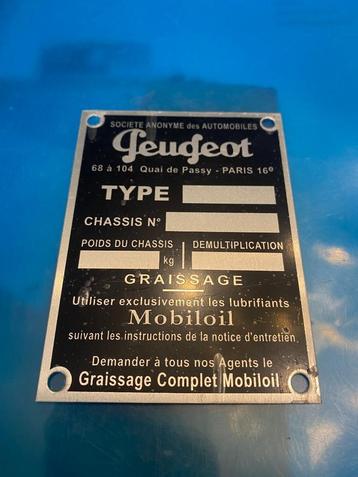 SOCIETE ANONYME des AUTOMOBILES
Peugeot
68 à 104 Quai de Passy - PARIS 16e
TYPE
CHASSIS N°
POIDS DU CHASSIS
DEMULTIPLICATION
kg
GRAISSAGE
Utiliser exclusivement les lubrifiants
Mobiloil
suivant les instructions de la notice d'entretien.
Demander à tous nos Agents le
Graissage Complet Mobiloil